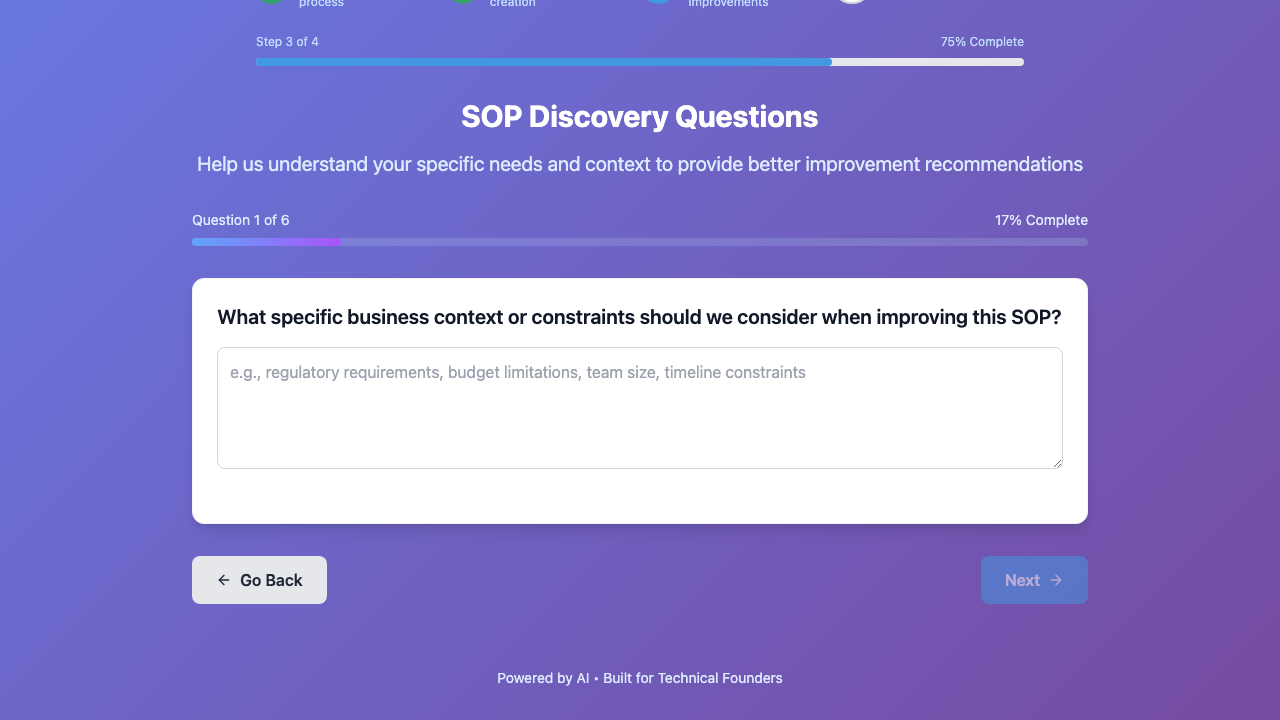 process
creation
improvements
Step 3 of 4
75% Complete
SOP Discovery Questions
Help us understand your specific needs and context to provide better improvement recommendations
Question 1 of 6
17% Complete
What specific business context or constraints should we consider when improving this SOP?
e.g., regulatory requirements, budget limitations, team size, timeline constraints
Go Back
Next
Powered by AI • Built for Technical Founders